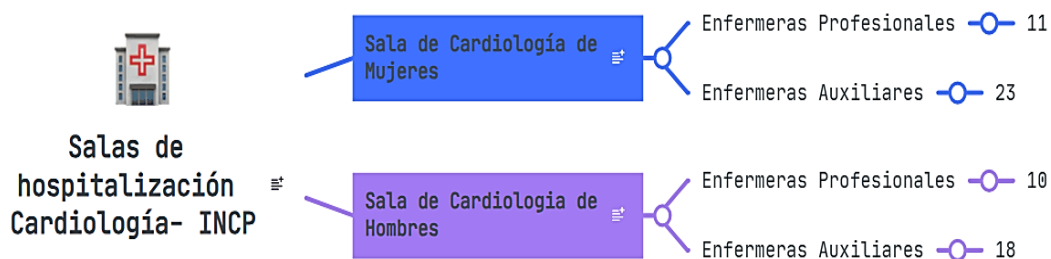 Salas de
hospitalización
Cardiología- INCP
Sala de Cardiología de
Mujeres
Enfermeras Profesionales
11
Enfermeras Auxiliares
23
Sala de Cardiologia de
Hombres
Enfermeras Profesionales
10
Enfermeras Auxiliares
18